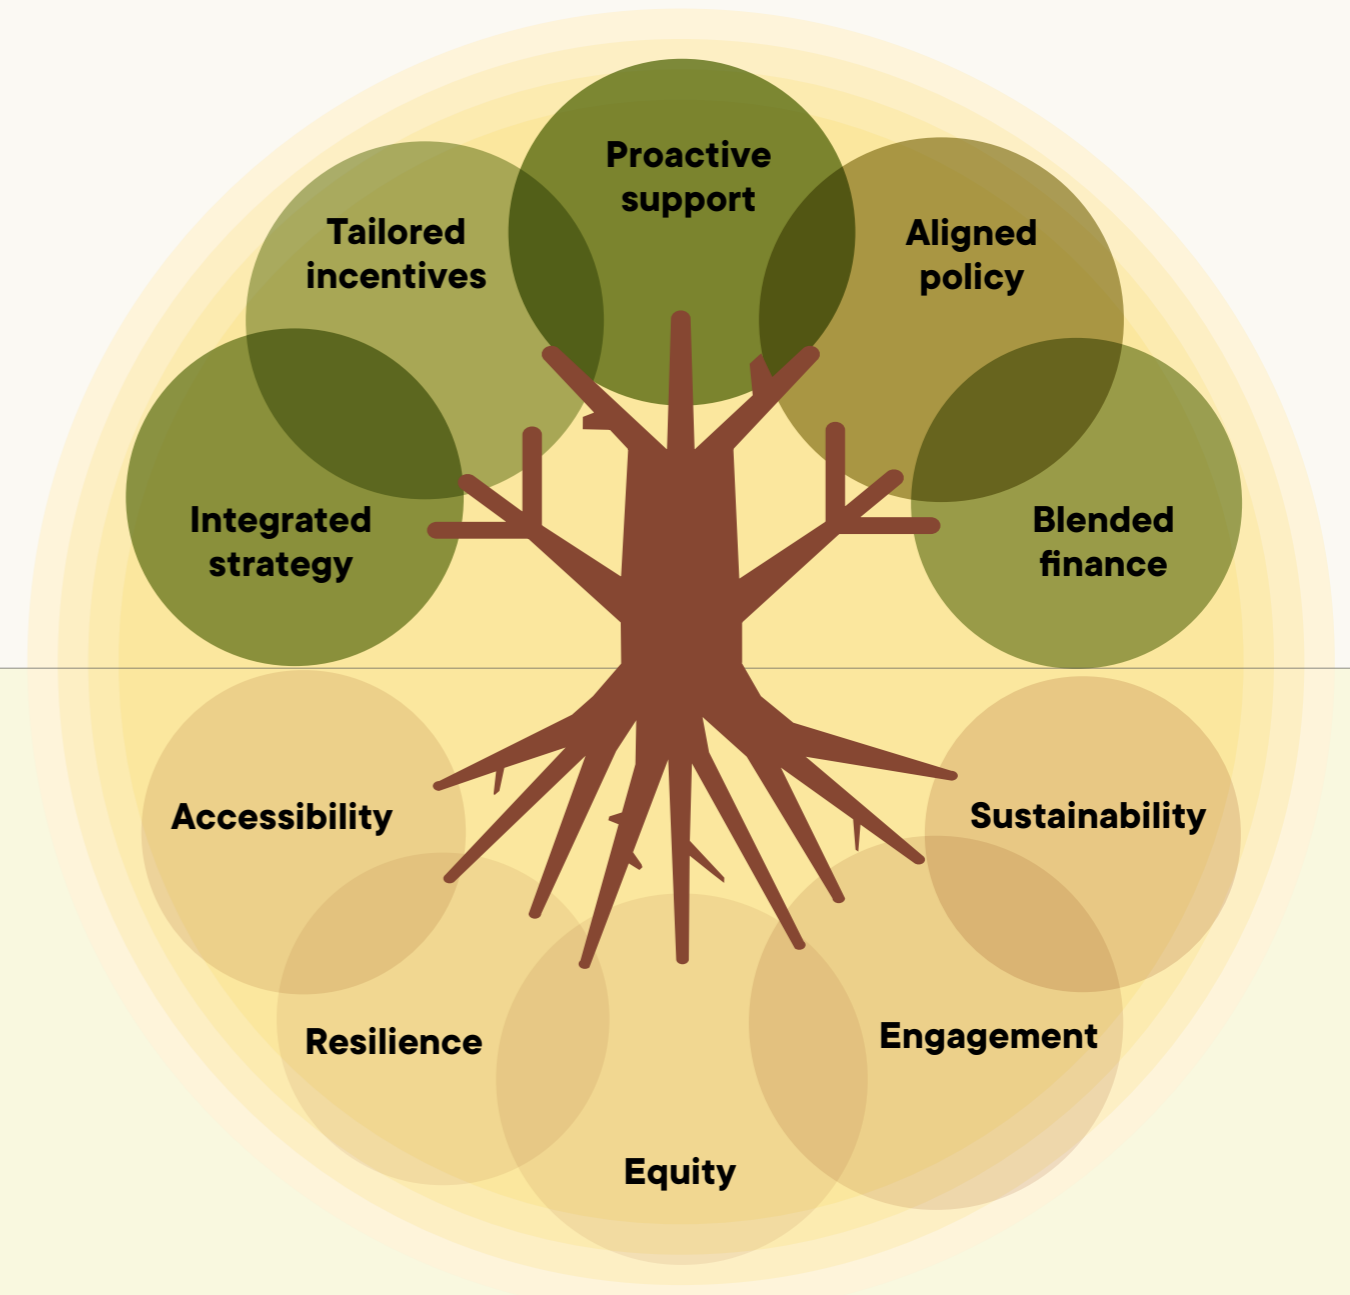 Proactive
support
Tailored
incentives
Aligned
policy
Integrated
strategy
Blended
finance
Accessibility
Sustainability
Resilience
Engagement
Equity